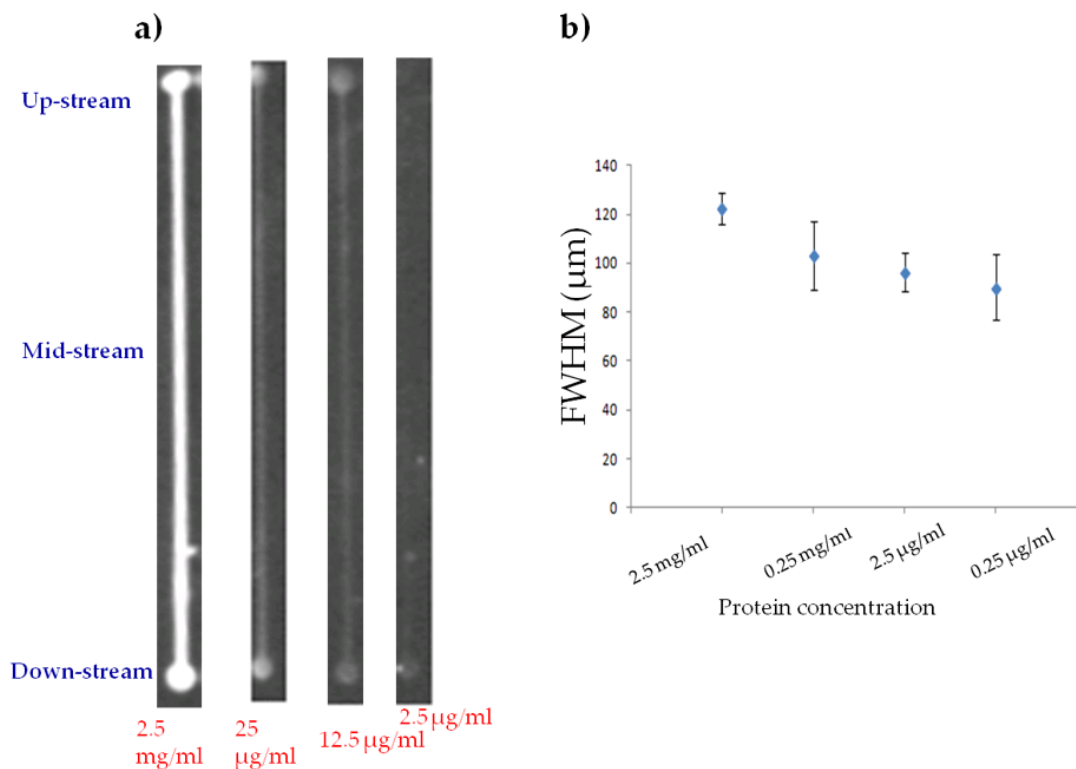 a)
Up-stream
Mid-stream
Down-stream
2.5
mg/ml
25
µg/ml
12.5 µg/ml
2.5 µg/ml
b)
FWHM (µm)
140
120
100
80
60
40
20
0
2.5 mg/ml
0.25 mg/ml
2.5 µg/ml
0.25 µg/ml
Protein concentration